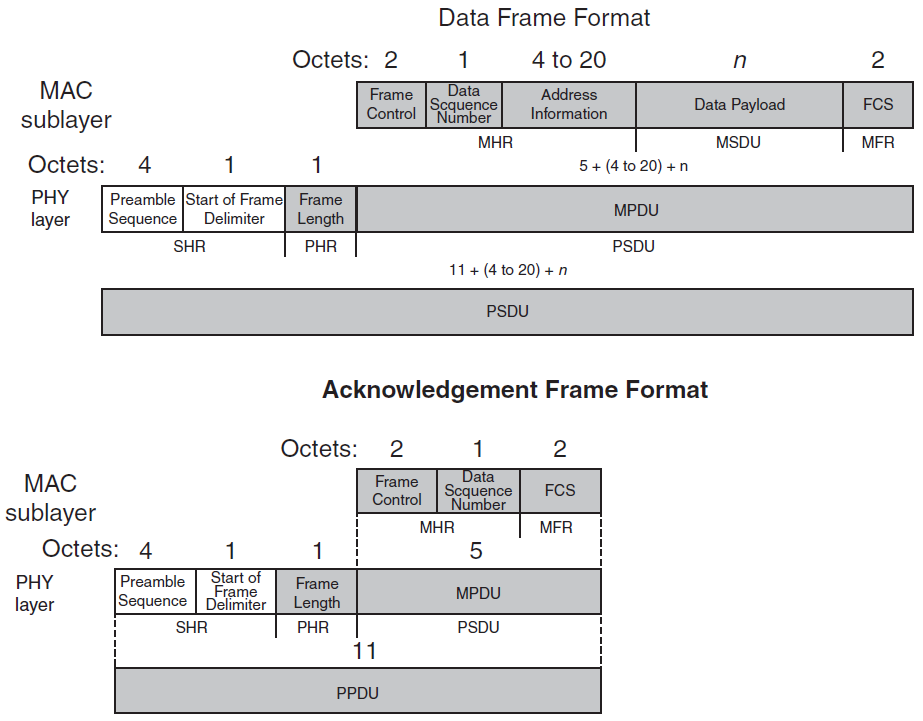 Data Frame Format
Octets: 2 1 4 to 20 n 2
MAC
sublayer
Frame
Control
Data
Scquence
Number
Address
Information
Data Payload
FCS
MHR
MSDU
MFR
Octets: 4 1 1
5 + (4 to 20) + n
PHY
layer
Preamble
Sequence
Start of Frame
Delimiter
Frame
Length
MPDU
SHR
PHR
PSDU
11 + (4 to 20) + n
PSDU
Acknowledgement Frame Format
Octets: 2 1 2
MAC
sublayer
Frame
Control
Data
Scquence
Number
FCS
MHR
MFR
Octets: 4 1 1 5
PHY
layer
Preamble
Sequence
Start of
Frame
Delimiter
Frame
Length
MPDU
SHR
PHR
PSDU
11
PPDU